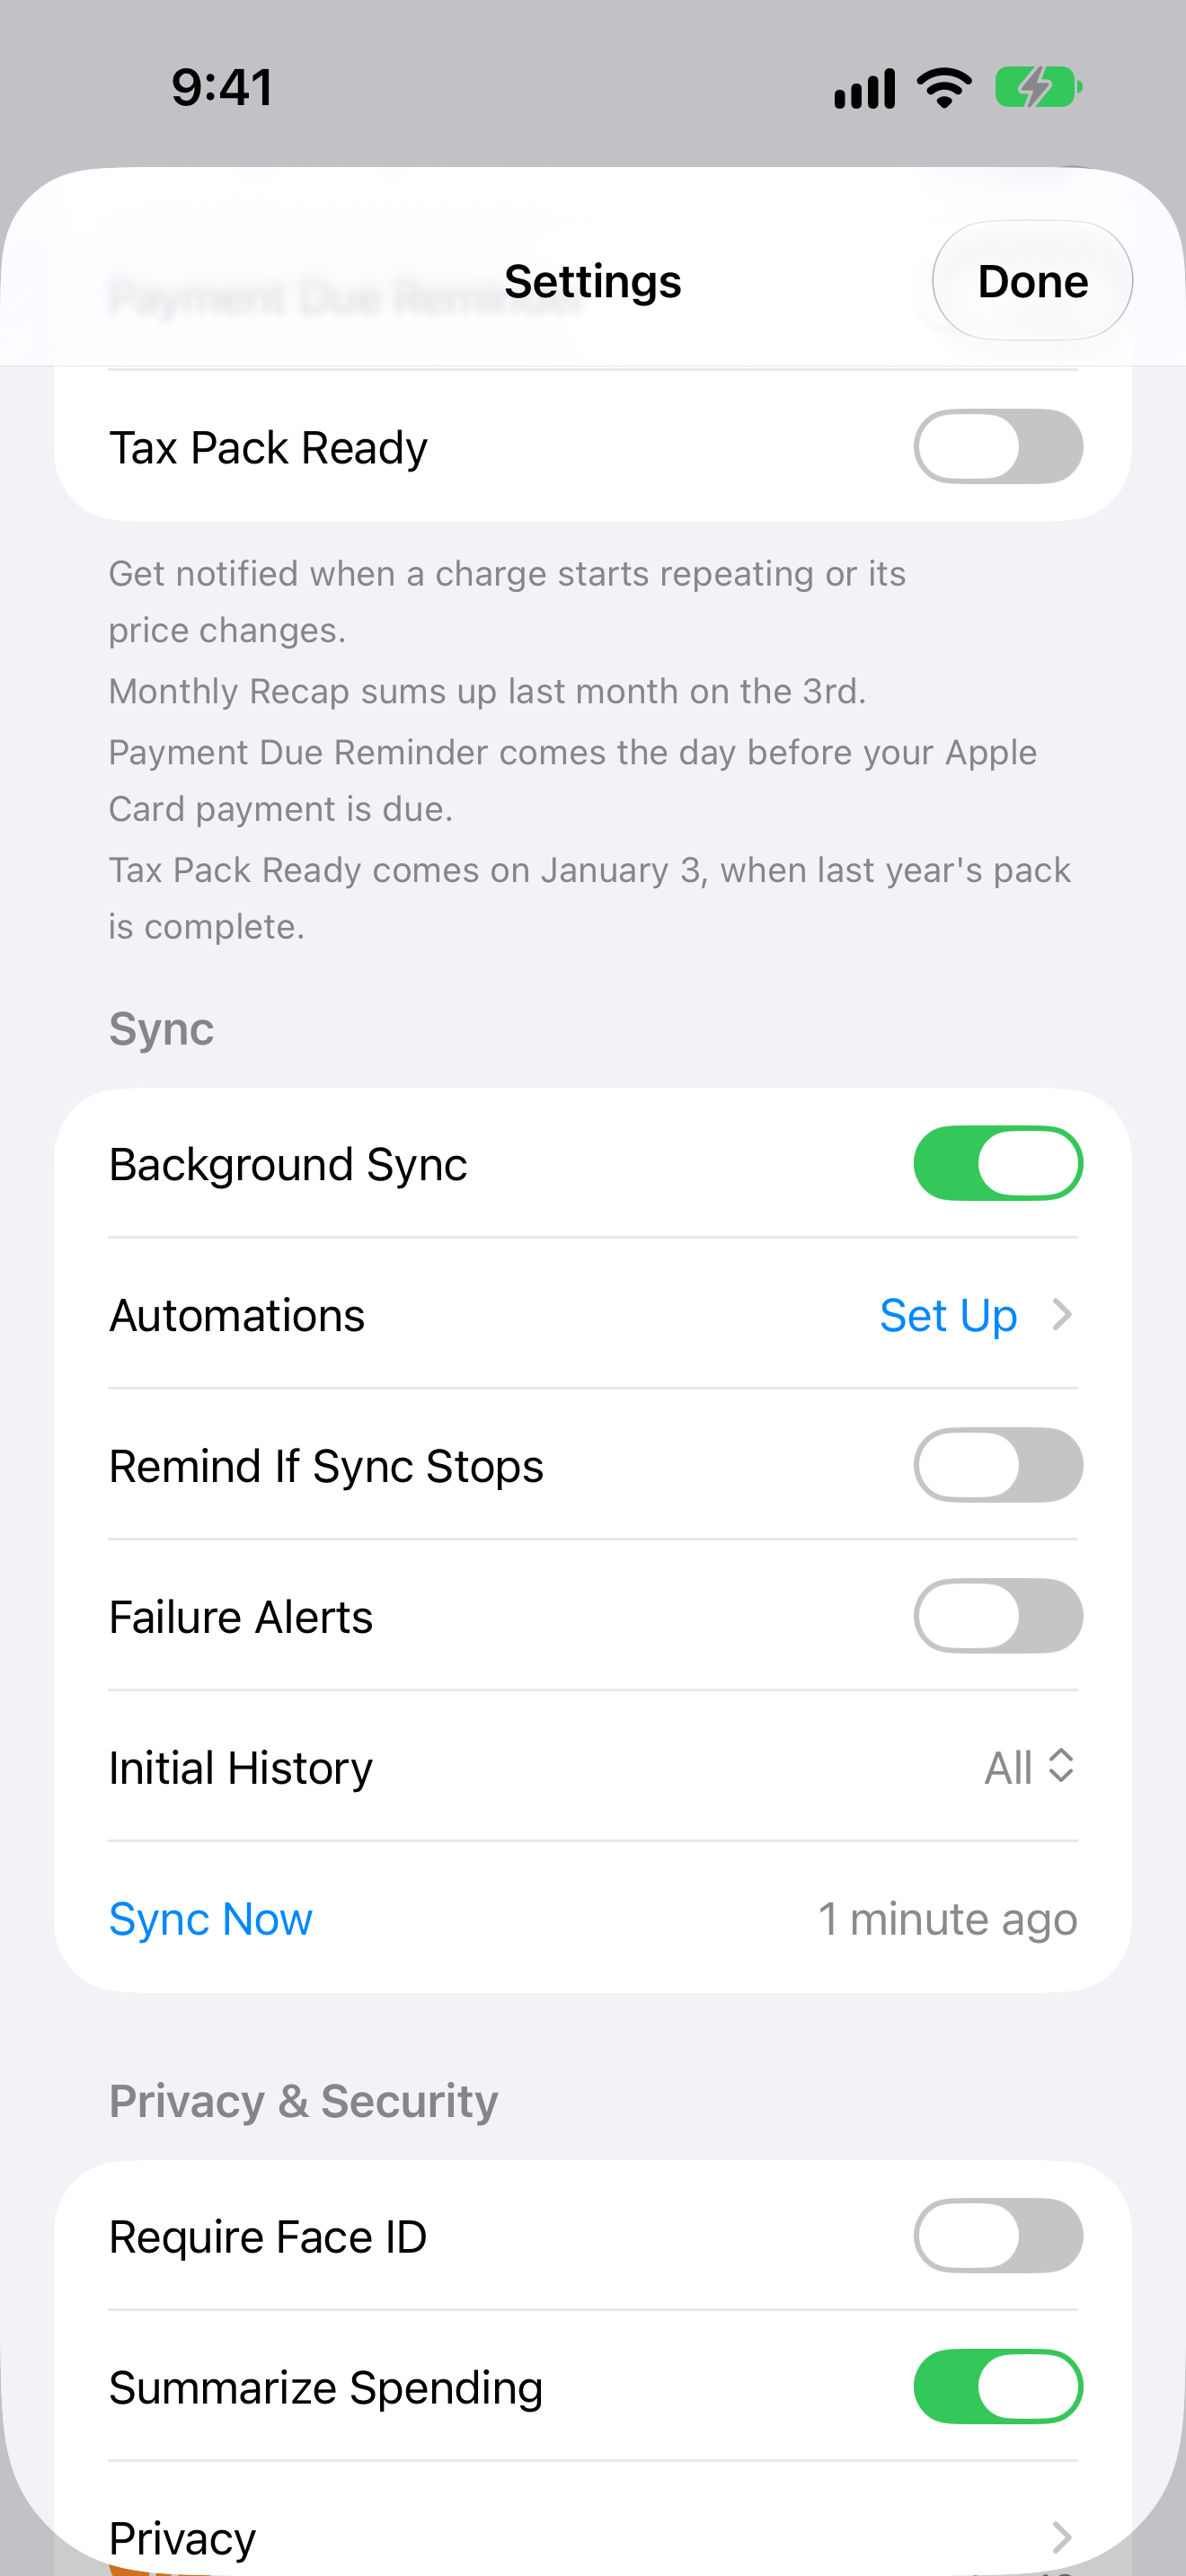 9:41
Settings
Done
Payment Due Reminder
Tax Pack Ready
Get notified when a charge starts repeating or its
price changes.
Monthly Recap sums up last month on the 3rd.
Payment Due Reminder comes the day before your Apple
Card payment is due.
Tax Pack Ready comes on January 3, when last year's pack
is complete.
Sync
Background Sync
Automations
Set Up
Remind If Sync Stops
Failure Alerts
Initial History
All
Sync Now
1 minute ago
Privacy & Security
Require Face ID
Summarize Spending
Privacy